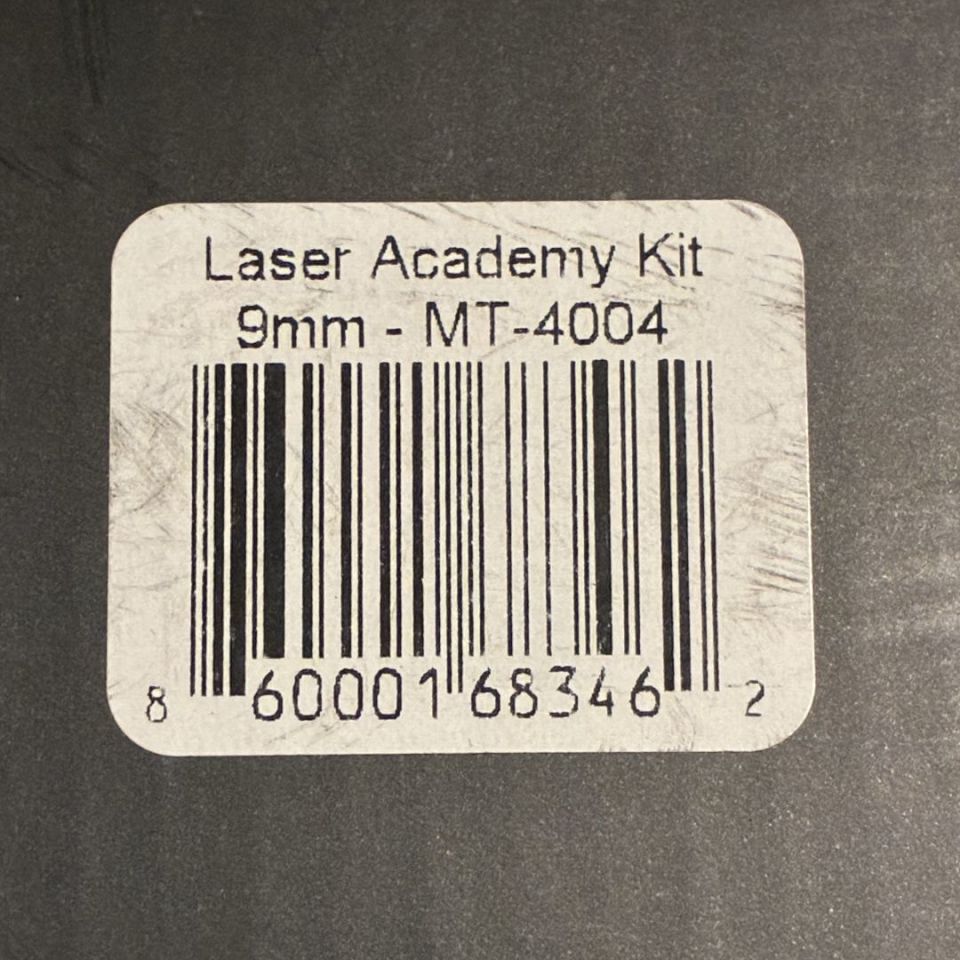 Laser Academy Kit
9mm - MT-4004
8 60001 68346 2